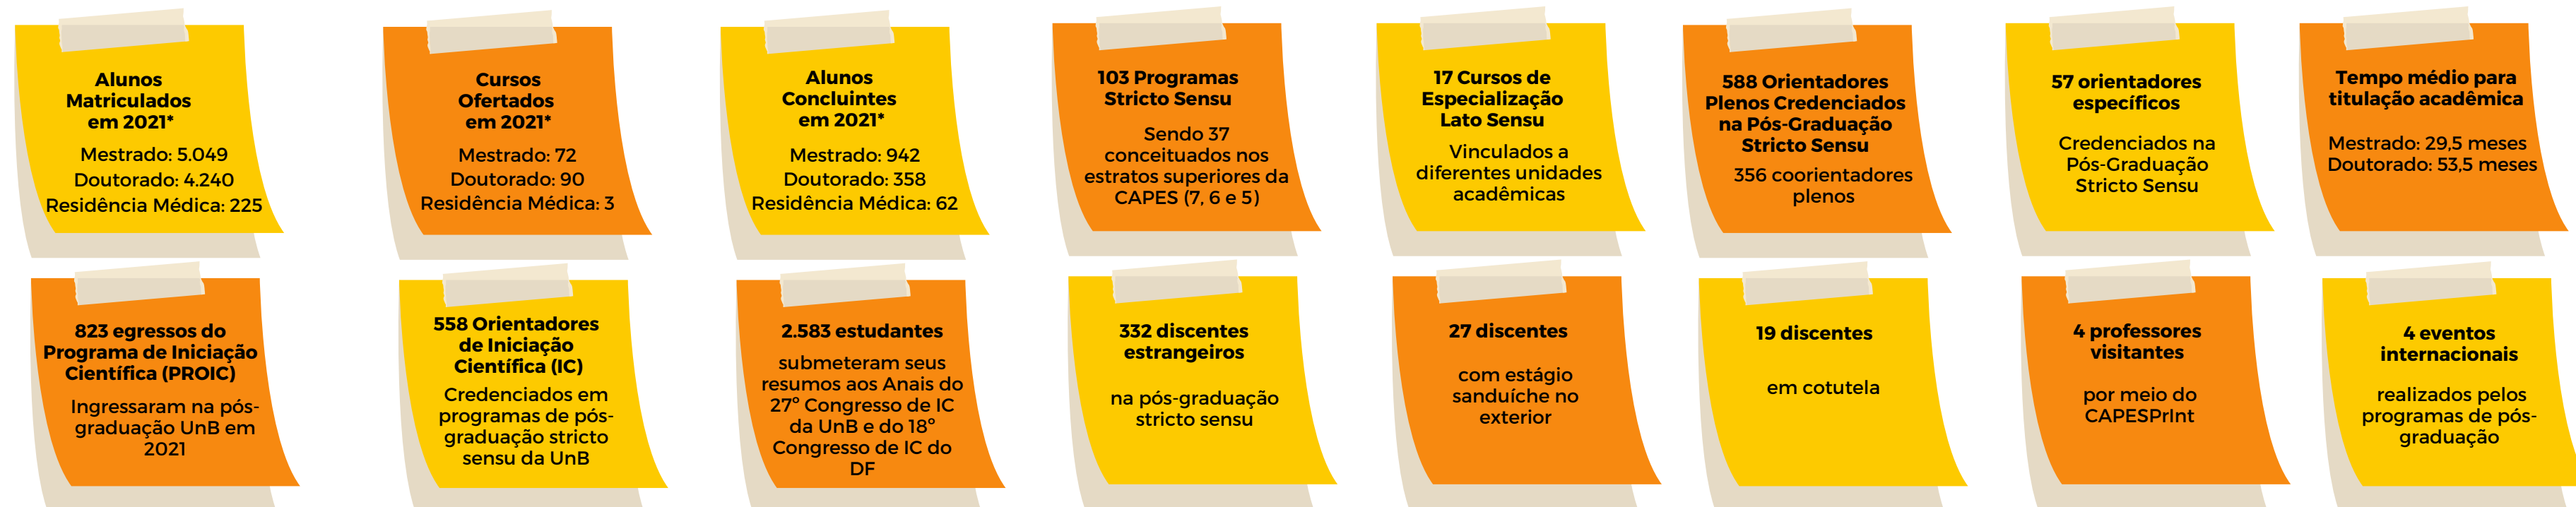 Alunos
Matriculados
em 2021*
Mestrado: 5.049
Doutorado: 4.240
Residência Médica: 225
Cursos
Ofertados
em 2021*
Mestrado: 72
Doutorado: 90
Residência Médica: 3
Alunos
Concluintes
em 2021*
Mestrado: 942
Doutorado: 358
Residência Médica: 62
103 Programas
Stricto Sensu
Sendo 37
conceituados nos
estratos superiores da
CAPES (7, 6 e 5)
17 Cursos de
Especialização
Lato Sensu
Vinculados a
diferentes unidades
acadêmicas
588 Orientadores
Plenos Credenciados
na Pós-Graduação
Stricto Sensu
356 coorientadores
plenos
57 orientadores
específicos
Credenciados na
Pós-Graduação
Stricto Sensu
Tempo médio para
titulação acadêmica
Mestrado: 29,5 meses
Doutorado: 53,5 meses
823 egressos do
Programa de Iniciação
Científica (PROIC)
Ingressaram na pós-
graduação UnB em
2021
558 Orientadores
de Iniciação
Científica (IC)
Credenciados em
programas de pós-
graduação stricto
sensu da UnB
2.583 estudantes
submeteram seus
resumos aos Anais do
27º Congresso de IC
da UnB e do 18º
Congresso de IC do
DF
332 discentes
estrangeiros
na pós-graduação
stricto sensu
27 discentes
com estágio
sanduíche no
exterior
19 discentes
em cotutela
4 professores
visitantes
por meio do
CAPESPrInt
4 eventos
internacionais
realizados pelos
programas de pós-
graduação